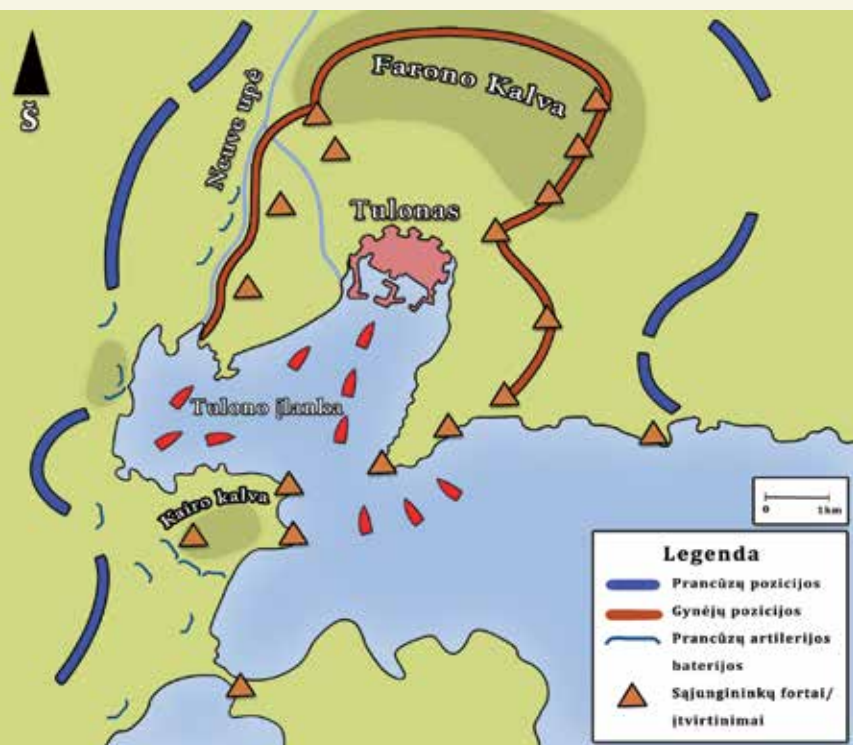 Š
Neuve upė
Farono Kalva
Tulonas
Tulono įlanka
Kairo kalva
0 1km
Legenda
Prancūzų pozicijos
Gynėjų pozicijos
Prancūzų artilerijos
baterijos
Sąjungininkų fortai/
įtvirtinimai